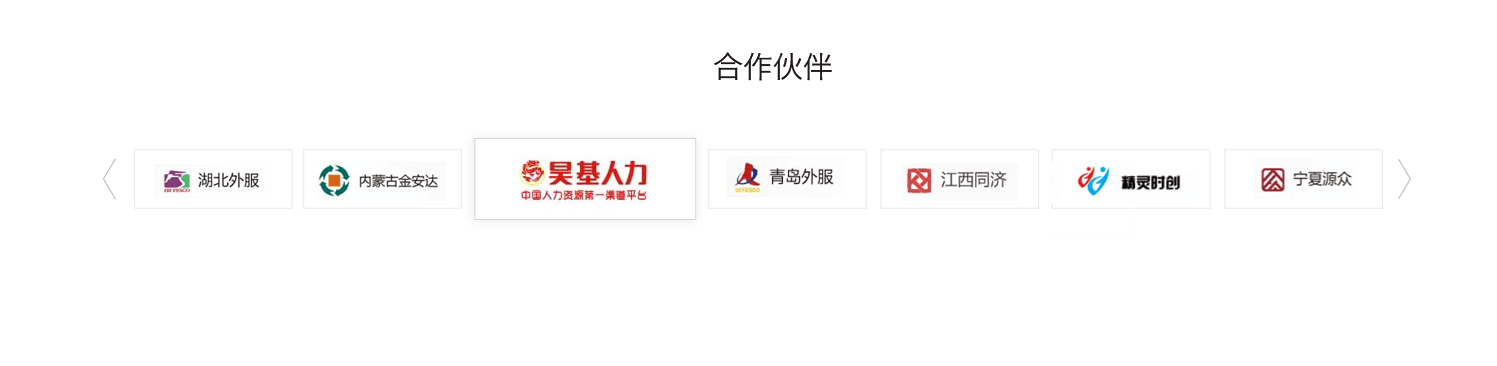 合作伙伴
湖北外服
内蒙古金安达
昊基人力
中国人力资源第一渠道平台
青岛外服
江西同济
精灵时创
宁夏源众